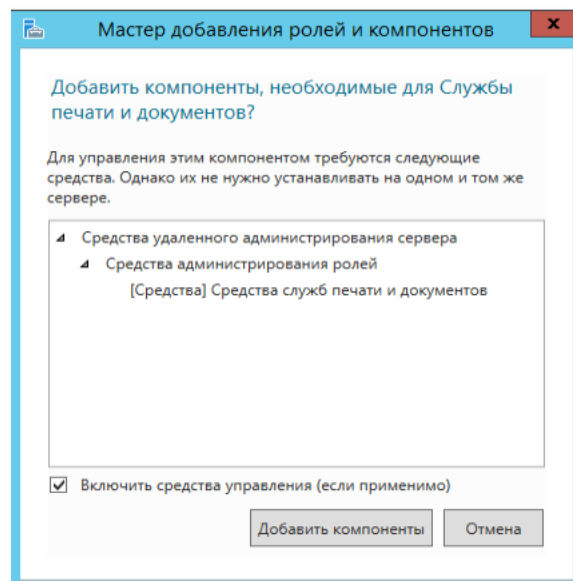 Мастер добавления ролей и компонентов
x
Добавить компоненты, необходимые для Службы
печати и документов?
Для управления этим компонентом требуются следующие
средства. Однако их не нужно устанавливать на одном и том же
сервере.
Средства удаленного администрирования сервера
Средства администрирования ролей
[Средства] Средства служб печати и документов
Включить средства управления (если применимо)
Добавить компоненты Отмена